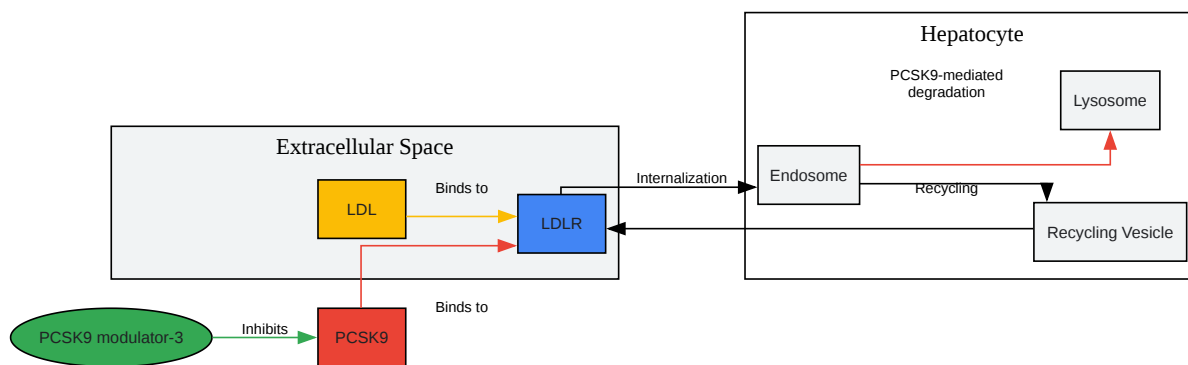 Hepatocyte
PCSK9-mediated
degradation
Lysosome
Extracellular Space
Endosome
Internalization
Binds to
LDL
Recycling
LDLR
Recycling Vesicle
Binds to
Inhibits
PCSK9 modulator-3
PCSK9